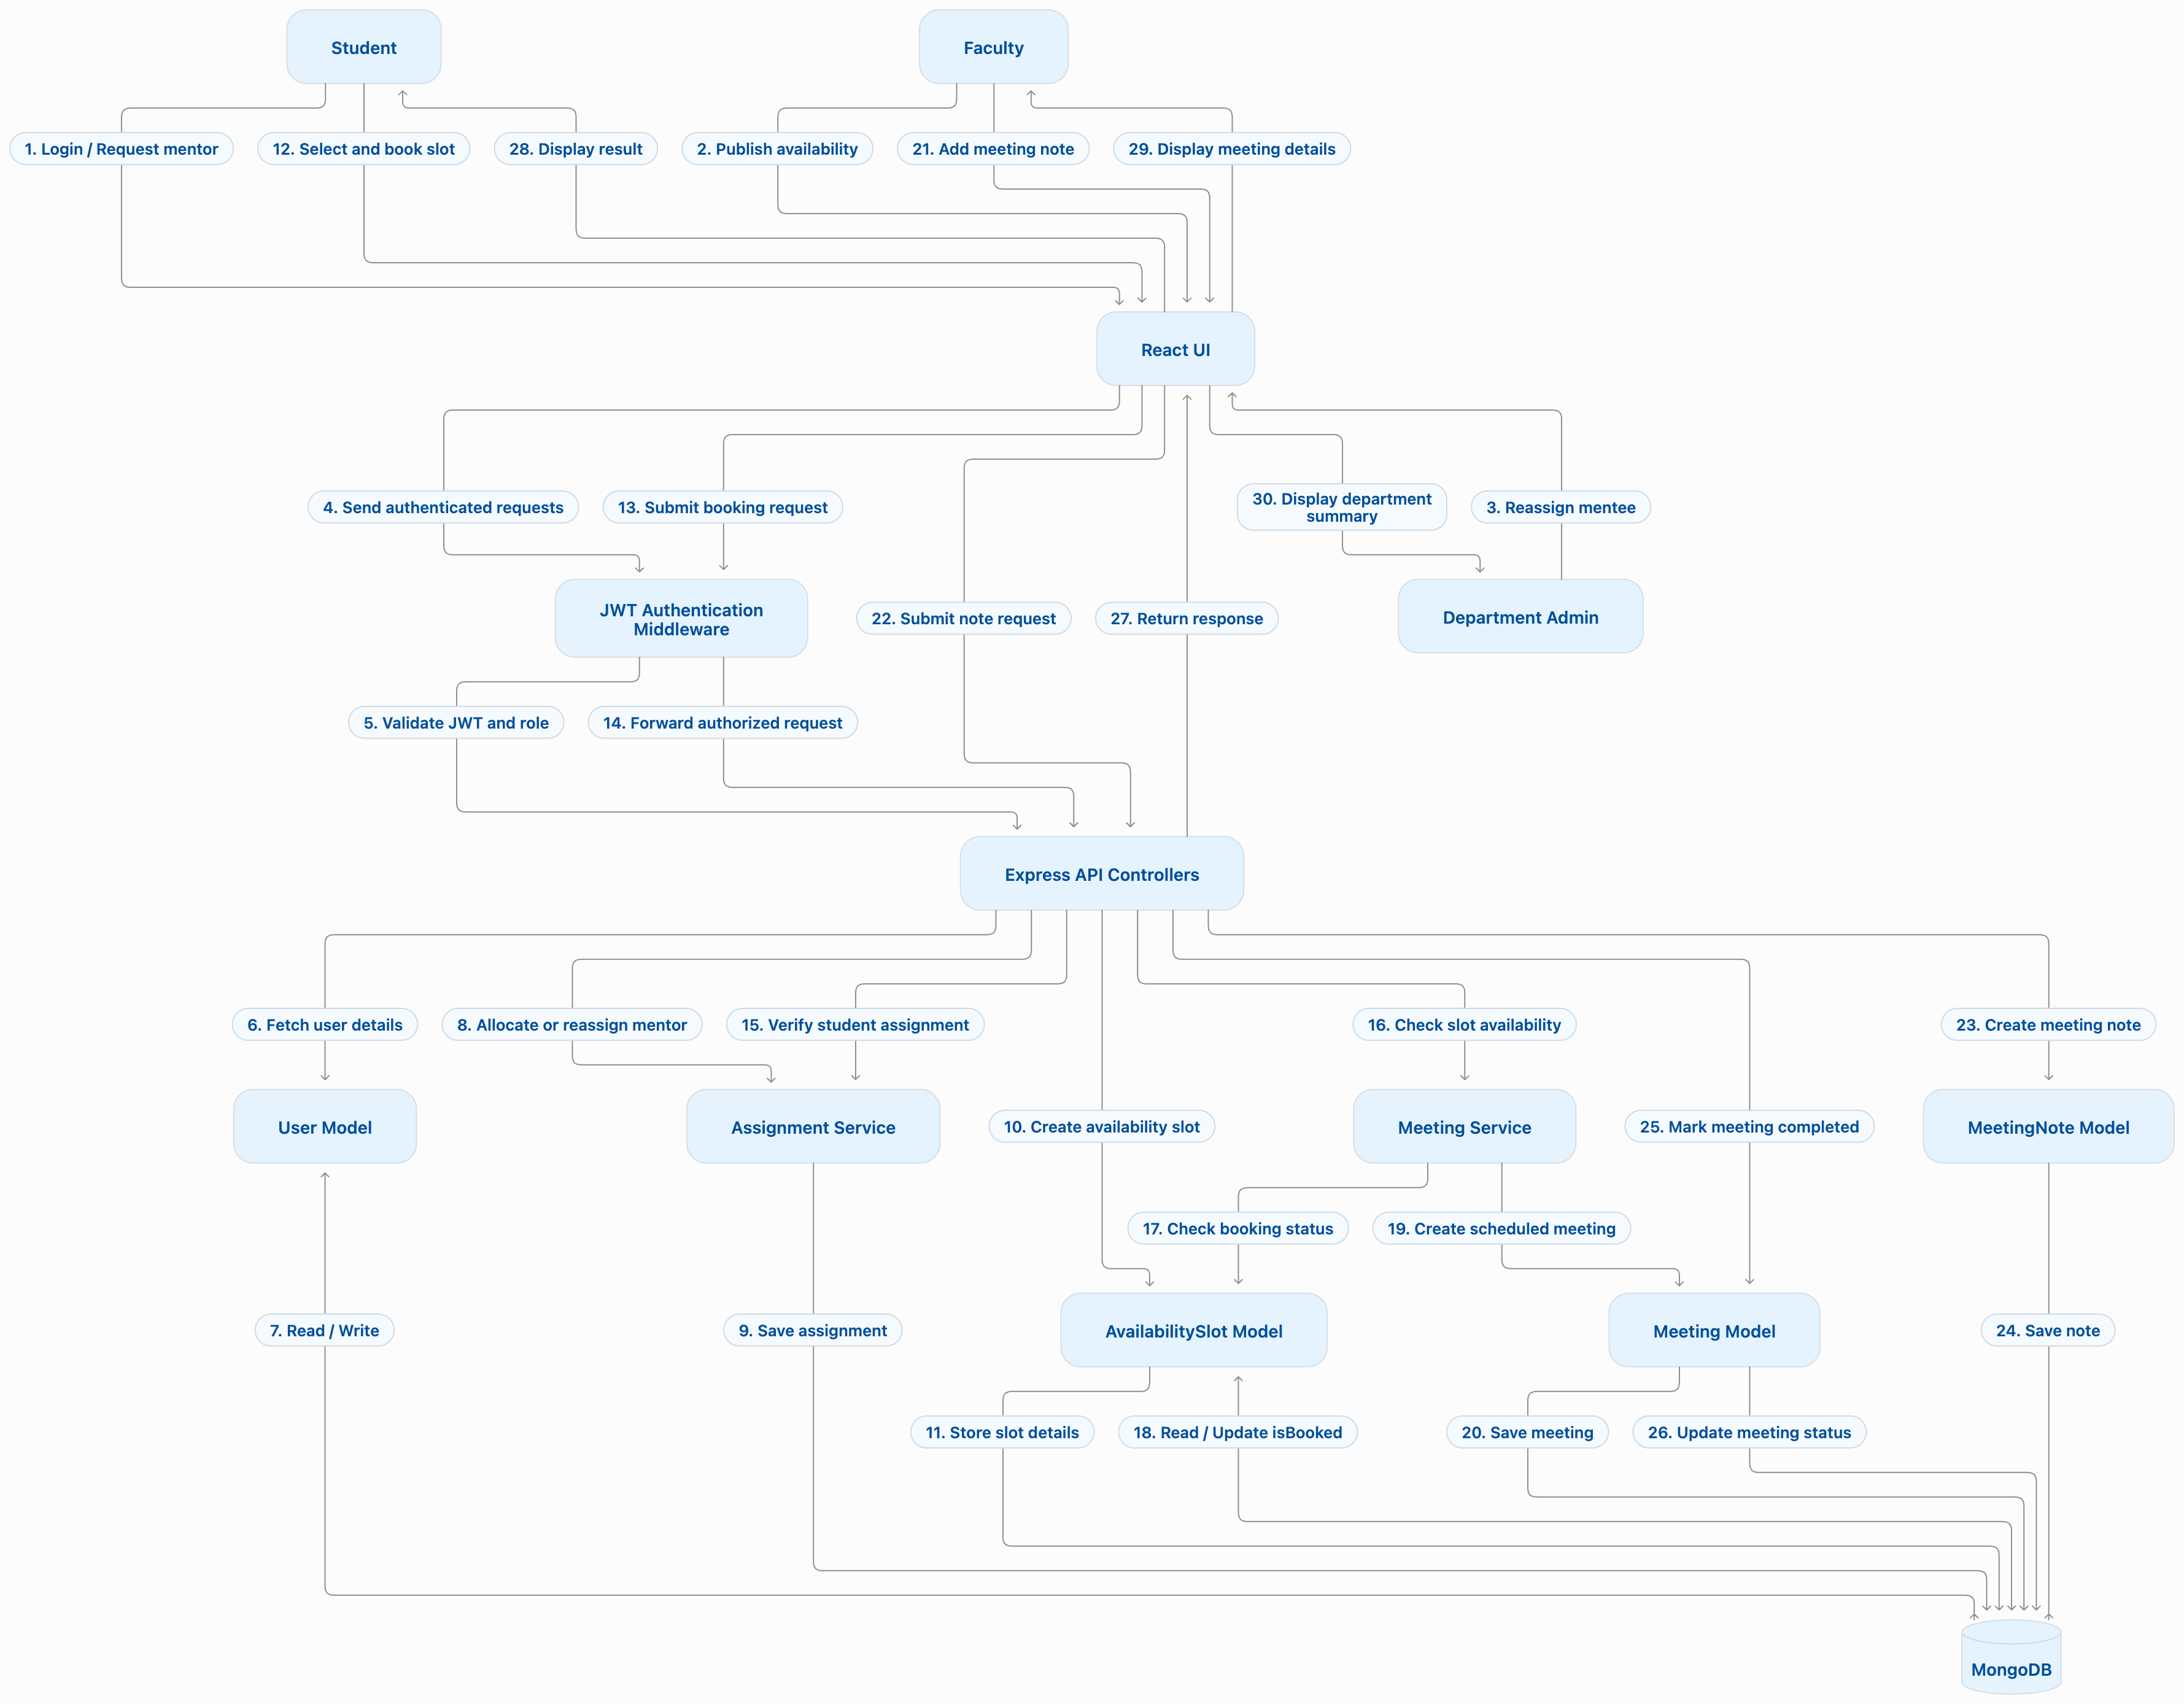 Student
Faculty
1. Login / Request mentor
12. Select and book slot
28. Display result
2. Publish availability
21. Add meeting note
29. Display meeting details
React UI
4. Send authenticated requests
13. Submit booking request
30. Display department
summary
3. Reassign mentee
JWT Authentication
Middleware
22. Submit note request
27. Return response
Department Admin
5. Validate JWT and role
14. Forward authorized request
Express API Controllers
6. Fetch user details
8. Allocate or reassign mentor
15. Verify student assignment
16. Check slot availability
23. Create meeting note
User Model
Assignment Service
10. Create availability slot
Meeting Service
25. Mark meeting completed
MeetingNote Model
17. Check booking status
19. Create scheduled meeting
7. Read / Write
9. Save assignment
AvailabilitySlot Model
Meeting Model
24. Save note
11. Store slot details
18. Read / Update isBooked
20. Save meeting
26. Update meeting status
MongoDB